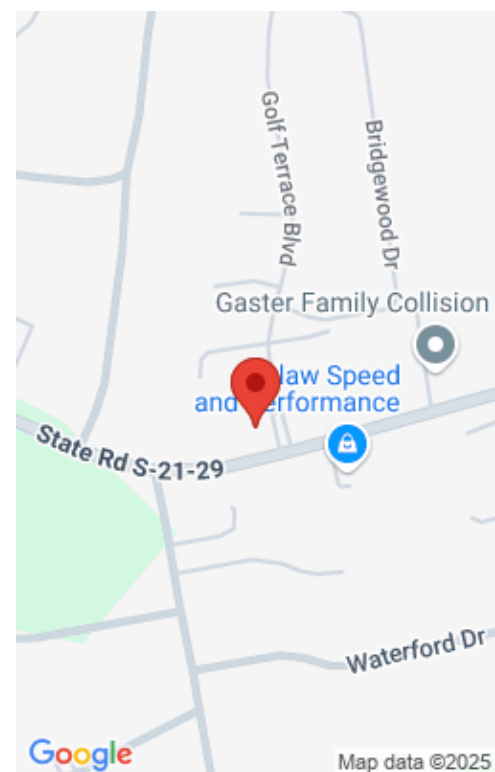 Golf Terrace Blvd
Bridgewood Dr
Gaster Family Collision
Speed
and Performance
State Rd S-21-29
Waterford Dr
Google
Map data ©2025